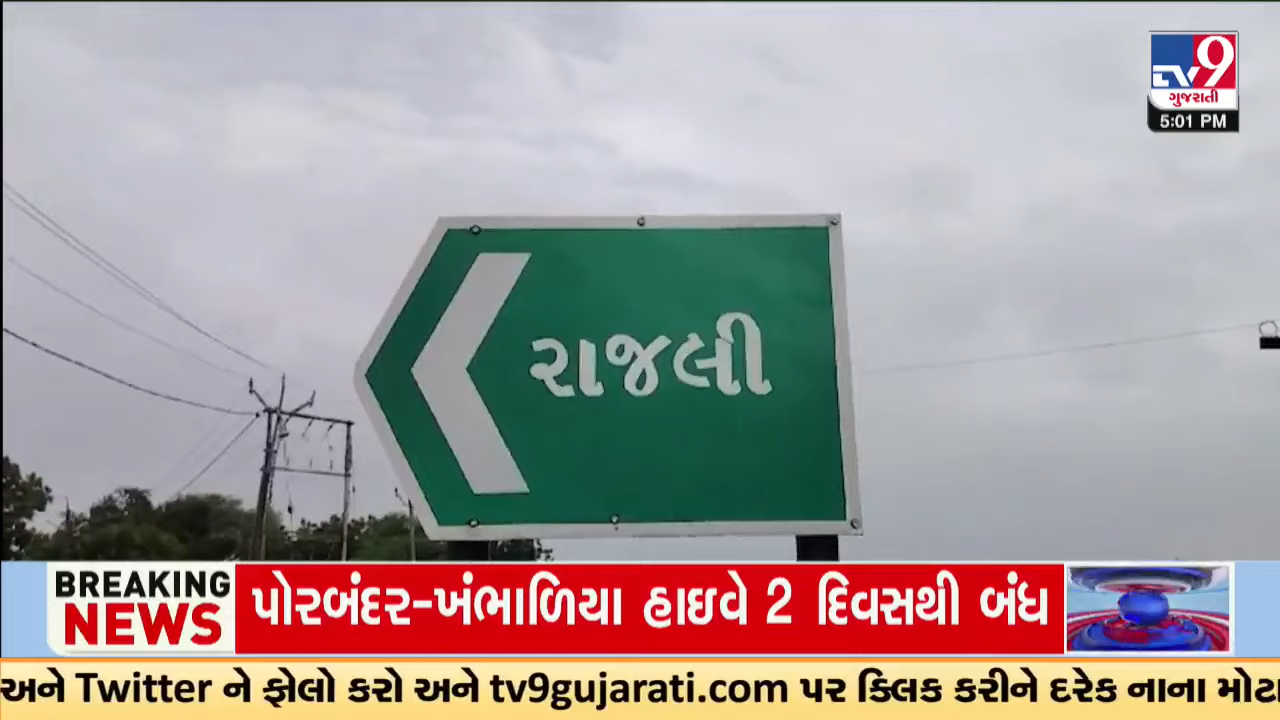 TV9
ગુજરાતી
5:01 PM
રાજલી
BREAKING
NEWS
પોરબંદર-ખંભાળિયા હાઇવે 2 દિવસથી બંધ
અને Twitter ને ફોલો કરો અને tv9gujarati.com પર ક્લિક કરીને દરેક નાના મોટા